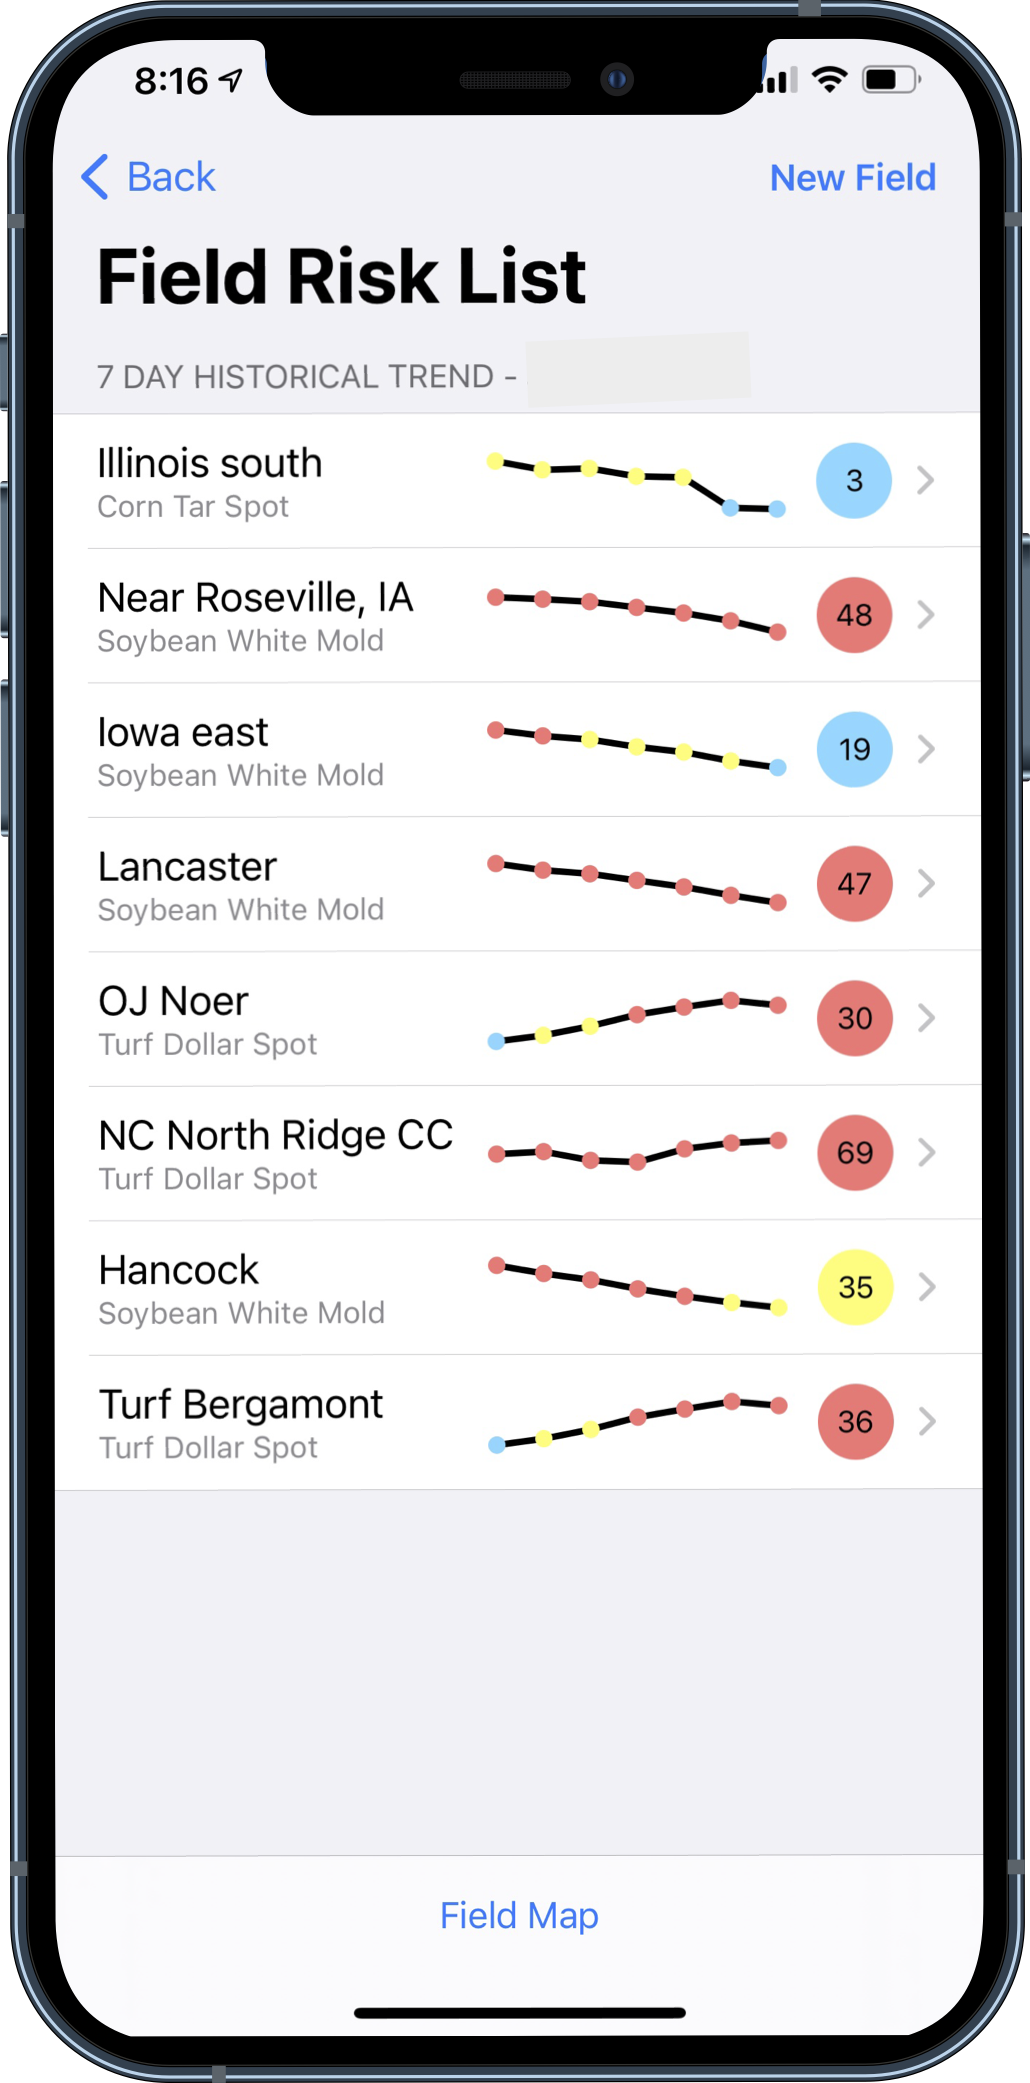 8:16
Back
New Field
Field Risk List
7 DAY HISTORICAL TREND -
Illinois south
Corn Tar Spot
3
Near Roseville, IA
Soybean White Mold
48
Iowa east
Soybean White Mold
19
Lancaster
Soybean White Mold
47
OJ Noer
Turf Dollar Spot
30
NC North Ridge CC
Turf Dollar Spot
69
Hancock
Soybean White Mold
35
Turf Bergamont
Turf Dollar Spot
36
Field Map